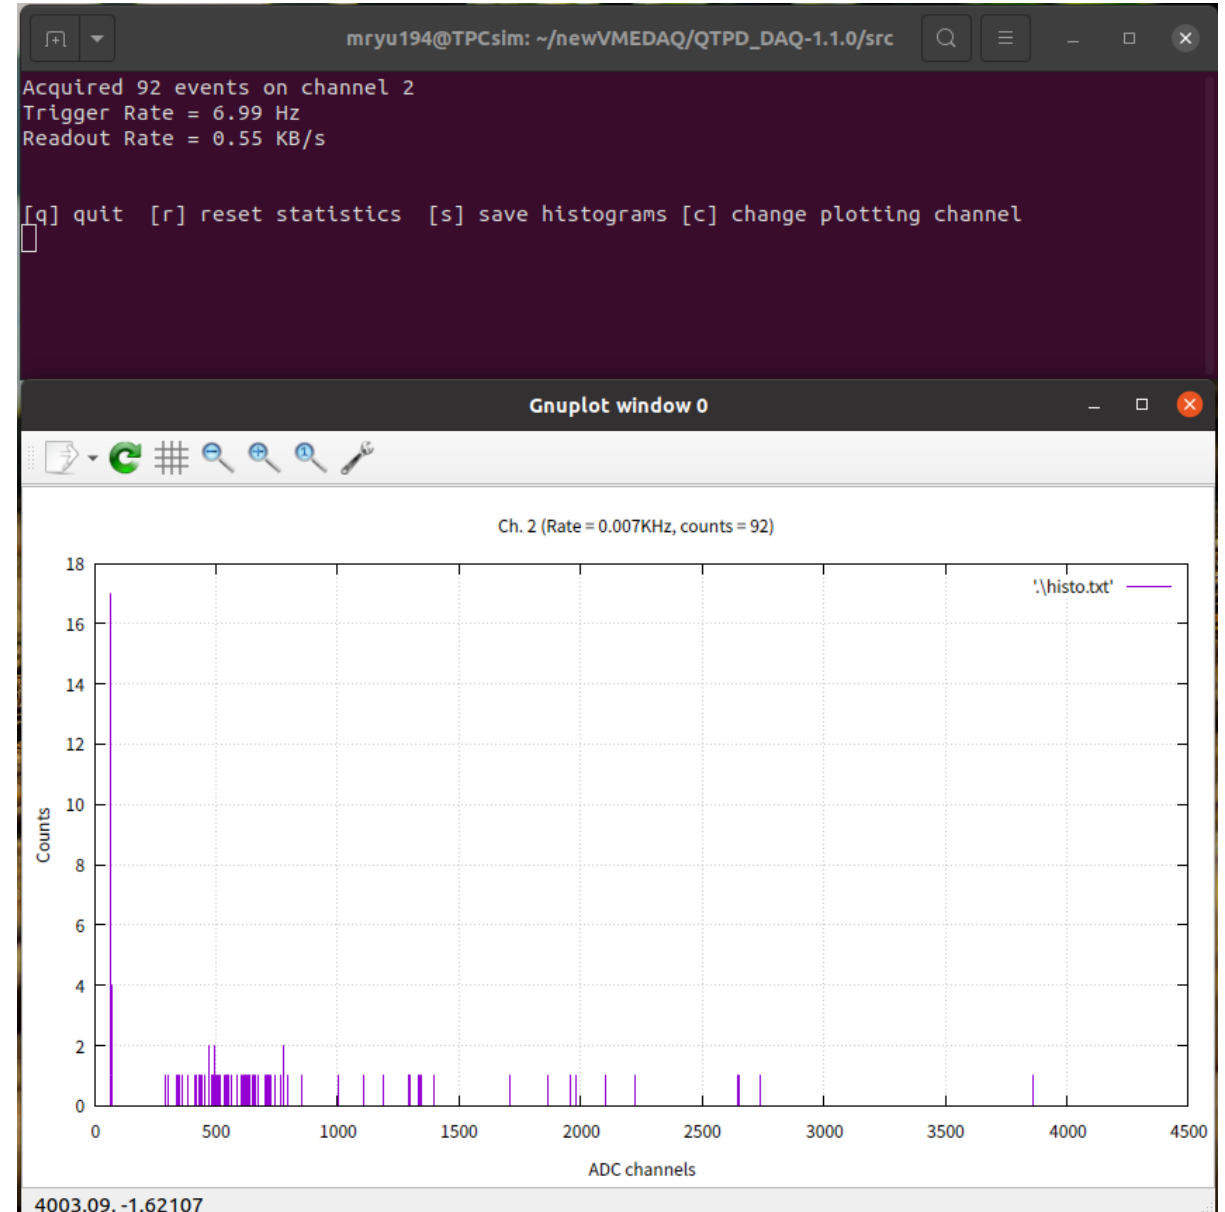 mryu194@TPCsim: ~/newVMEDAQ/QTPD_DAQ-1.1.0/src
Acquired 92 events on channel 2
Trigger Rate = 6.99 Hz
Readout Rate = 0.55 KB/s
[q] quit  [r] reset statistics  [s] save histograms [c] change plotting channel
Gnuplot window 0
Ch. 2 (Rate = 0.007KHz, counts = 92)
'.\histo.txt'
18
16
14
12
10
8
6
4
2
0
Counts
0 500 1000 1500 2000 2500 3000 3500 4000 4500
ADC channels
4003.09, -1.62107